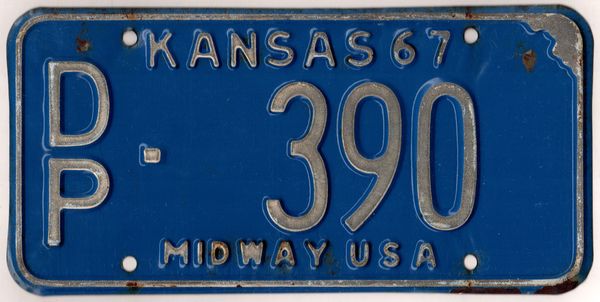 KANSAS 67
DP - 390
MIDWAY USA